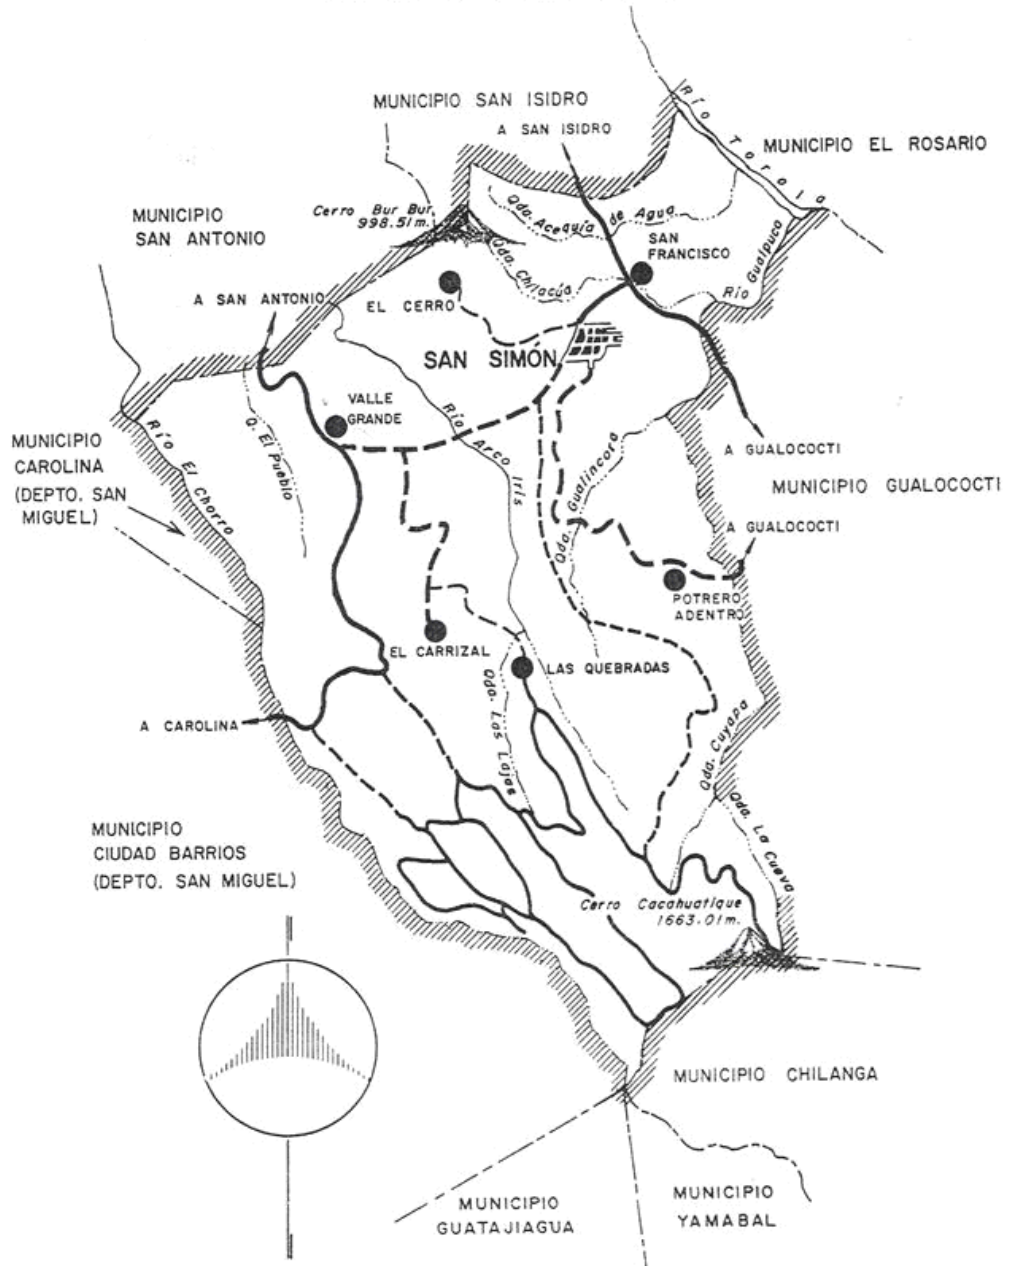 MUNICIPIO SAN ISIDRO
A SAN ISIDRO
Río Torola
MUNICIPIO EL ROSARIO
Cerro Bur Bur
998.51m.
MUNICIPIO
SAN ANTONIO
Qda. Acequía de Agua
SAN
FRANCISCO
Qda. Chilacús
Río Gualpuca
A SAN ANTONIO
EL CERRO
SAN SIMON
VALLE
GRANDE
Río Arco Iris
Río El Chorro
Q. El Pueblo
MUNICIPIO
CAROLINA
(DEPTO. SAN
MIGUEL)
A GUALOCOCTI
MUNICIPIO GUALOCOCTI
A GUALOCOCTI
Qda. Gualincora
POTRERO
ADENTRO
EL CARRIZAL
LAS QUEBRADAS
Qda. Las Lajas
A CAROLINA
Qda. Cuyapa
Qda. La Cueva
MUNICIPIO
CIUDAD BARRIOS
(DEPTO. SAN MIGUEL)
Cerro Cacahuatique
1663.01m.
MUNICIPIO CHILANGA
MUNICIPIO
GUATAJIAGUA
MUNICIPIO
YAMABAL